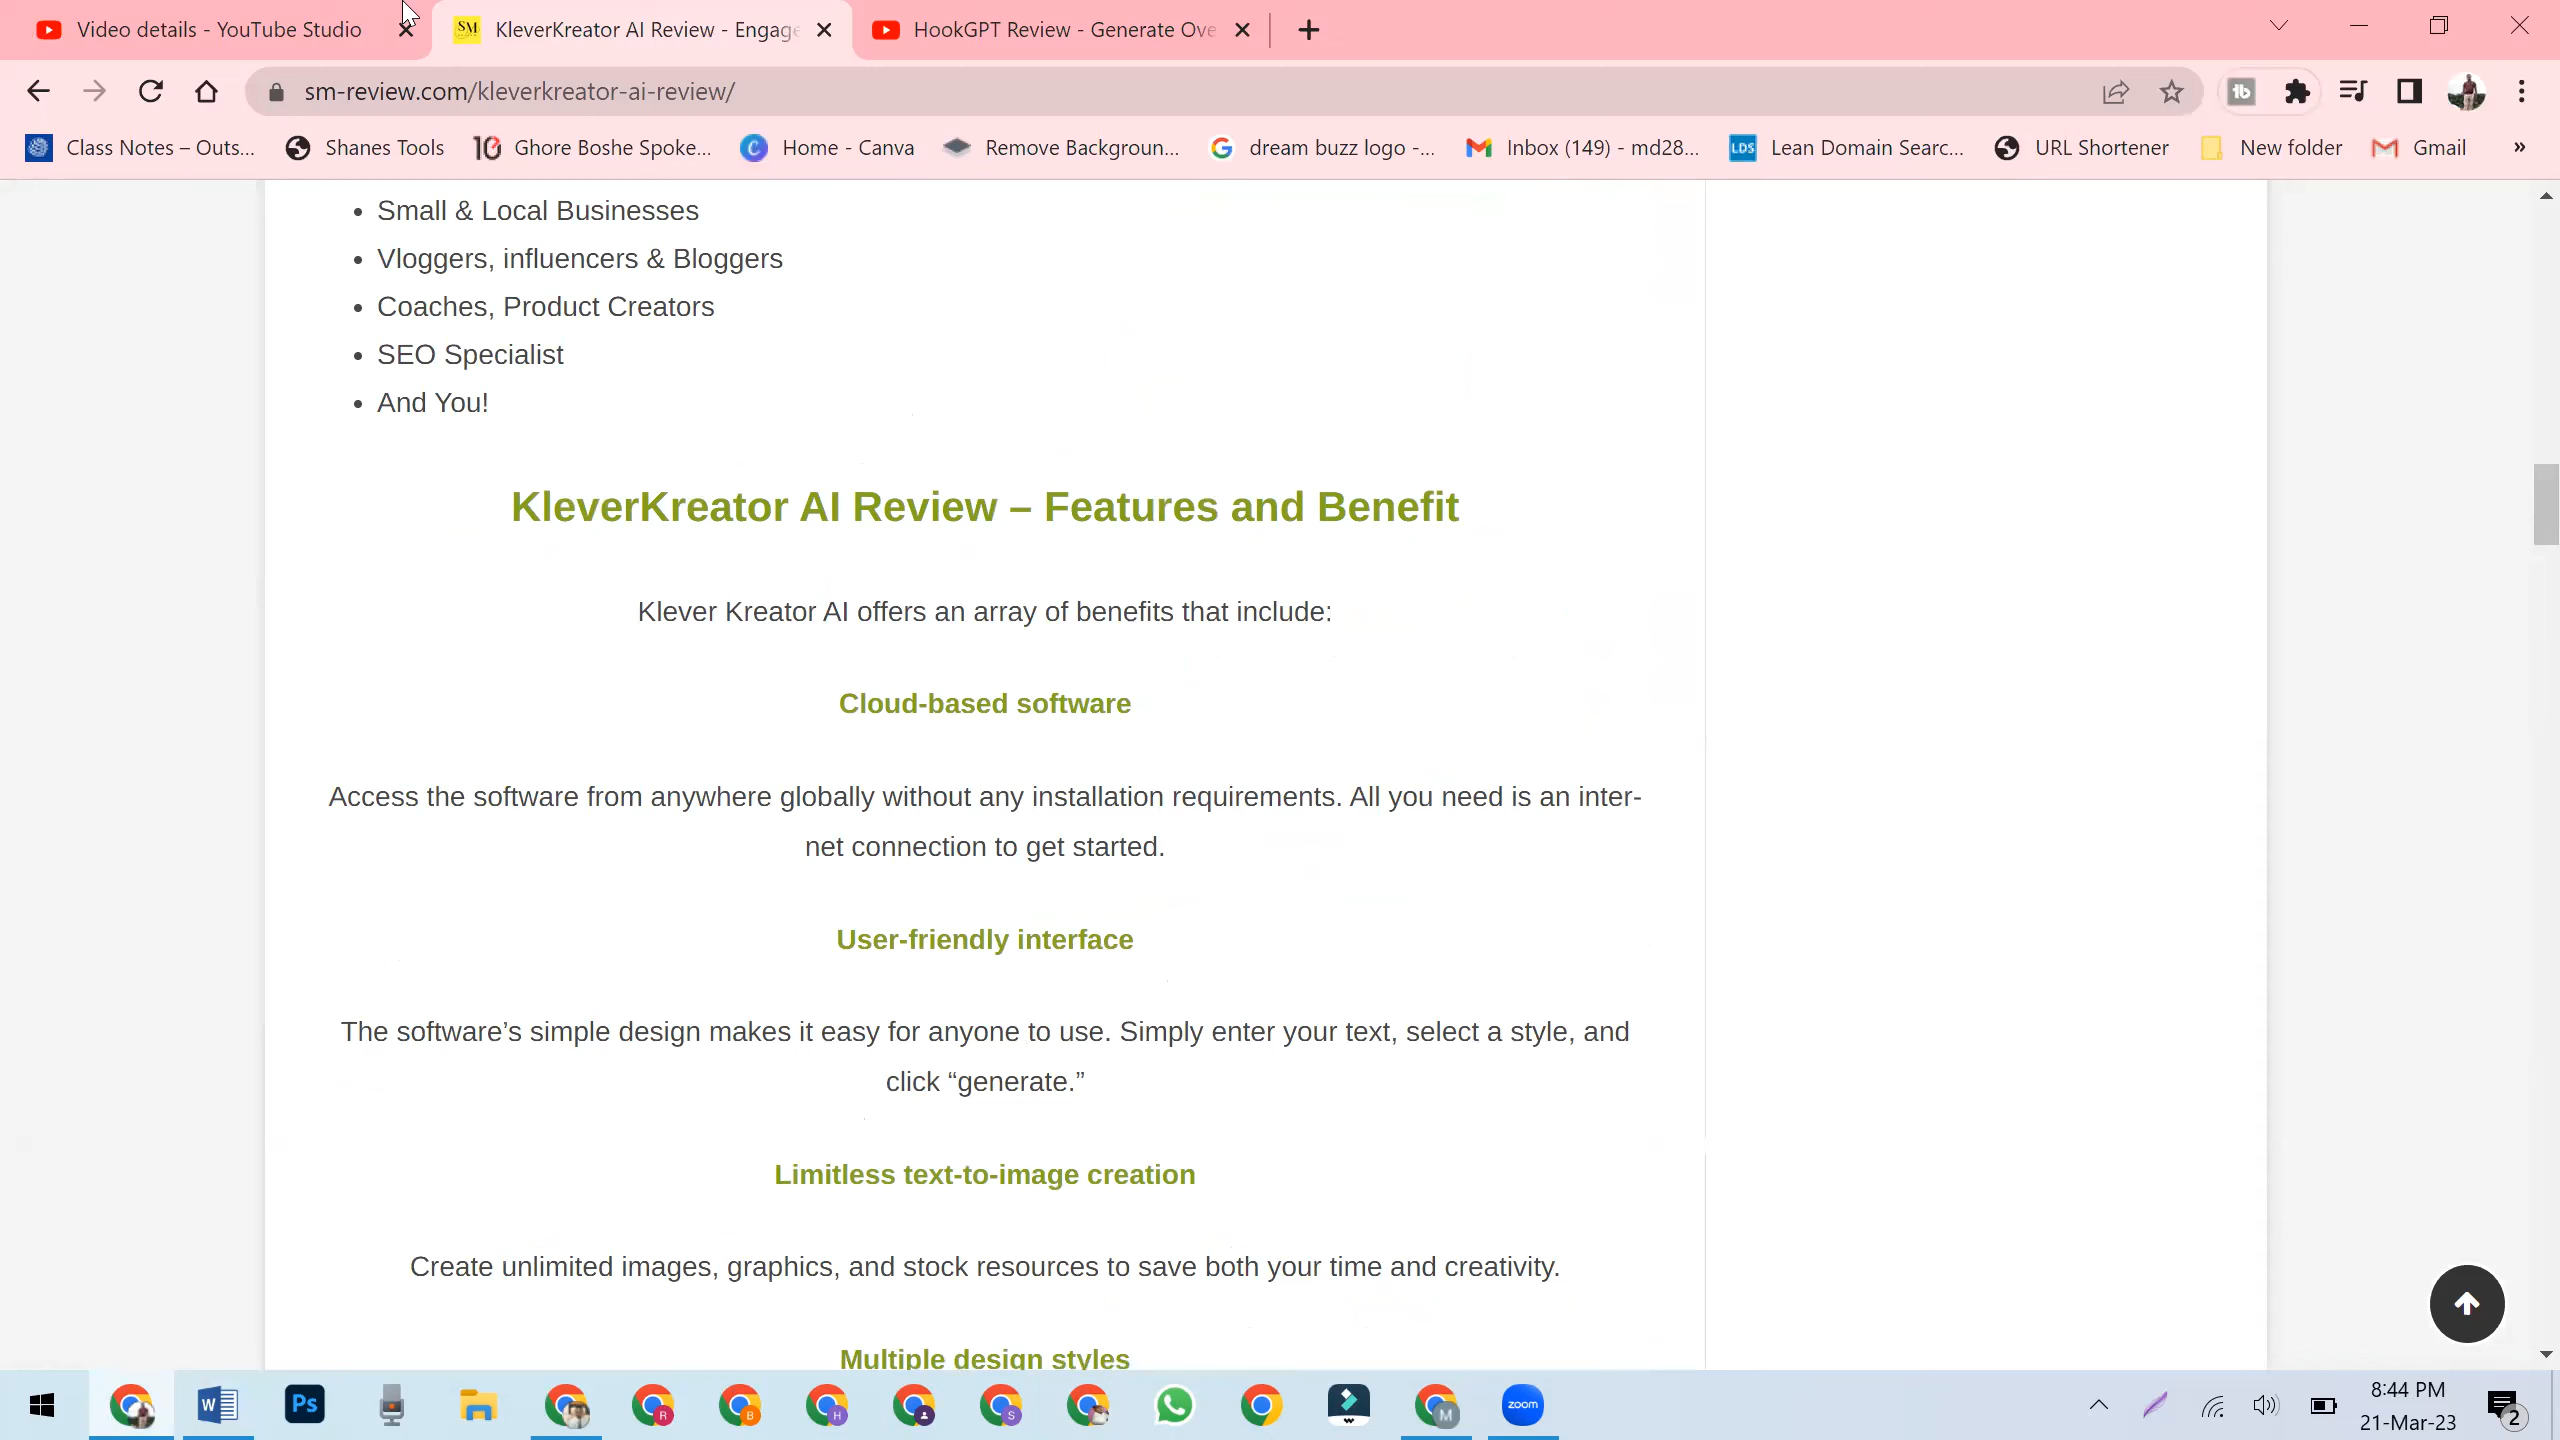 Video details - YouTube Studio
SM
KleverKreator AI Review - Engage
HookGPT Review - Generate Ove
sm-review.com/kleverkreator-ai-review/
Class Notes – Outs...
Shanes Tools
Ghore Boshe Spoke...
Home - Canva
Remove Backgroun...
dream buzz logo -...
Inbox (149) - md28...
LDS
Lean Domain Searc...
URL Shortener
New folder
Gmail
»
• Small & Local Businesses
• Vloggers, influencers & Bloggers
• Coaches, Product Creators
• SEO Specialist
• And You!
KleverKreator AI Review – Features and Benefit
Klever Kreator AI offers an array of benefits that include:
Cloud-based software
Access the software from anywhere globally without any installation requirements. All you need is an inter-
net connection to get started.
User-friendly interface
The software’s simple design makes it easy for anyone to use. Simply enter your text, select a style, and
click “generate.”
Limitless text-to-image creation
Create unlimited images, graphics, and stock resources to save both your time and creativity.
Multiple design styles
W
Ps
R
B
H
S
M
zoom
8:44 PM
21-Mar-23
2